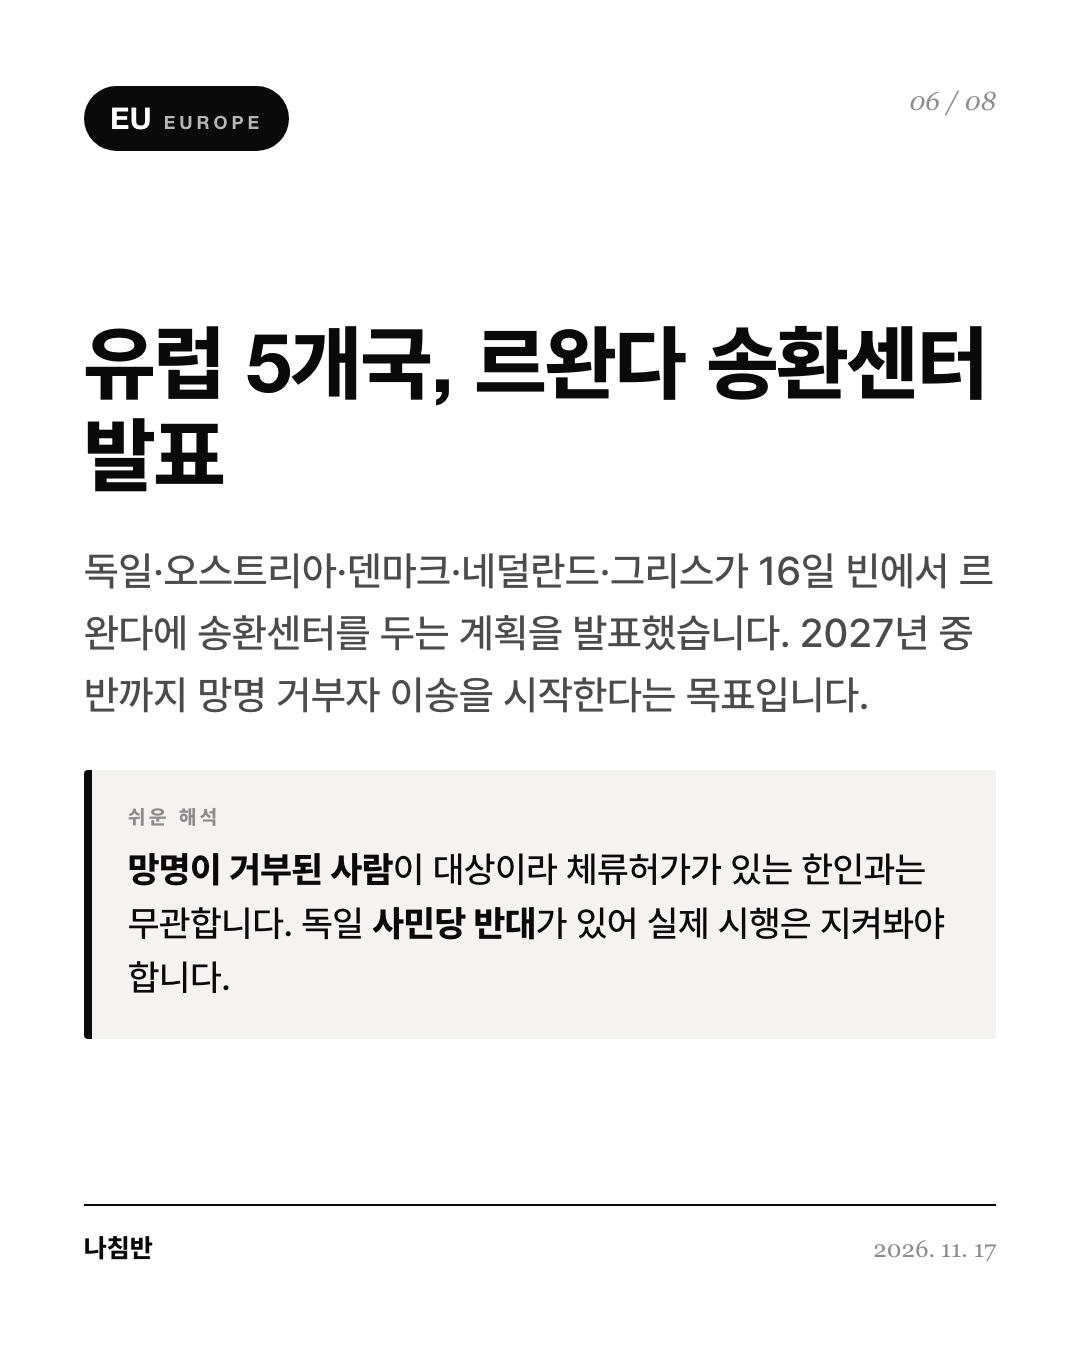 EU EUROPE
06 / 08
유럽 5개국, 르완다 송환센터
발표
독일·오스트리아·덴마크·네덜란드·그리스가 16일 빈에서 르
완다에 송환센터를 두는 계획을 발표했습니다. 2027년 중
반까지 망명 거부자 이송을 시작한다는 목표입니다.
쉬운 해석
망명이 거부된 사람이 대상이라 체류허가가 있는 한인과는
무관합니다. 독일 사민당 반대가 있어 실제 시행은 지켜봐야
합니다.
나침반
2026. 11. 17